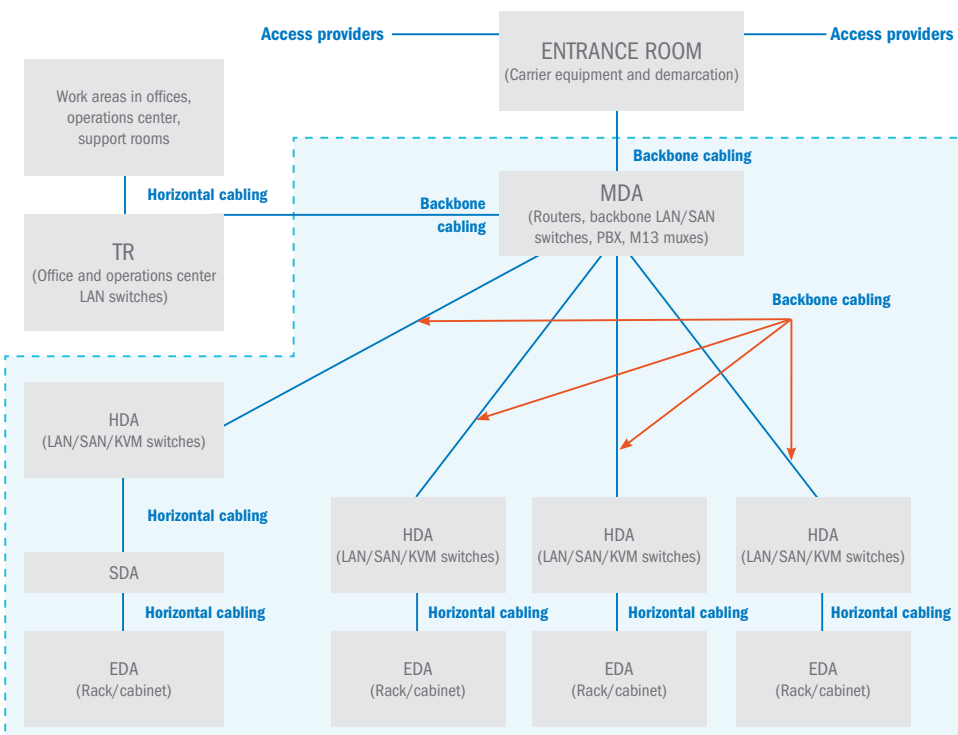 Access providers
ENTRANCE ROOM
(Carrier equipment and demarcation)
Access providers
Work areas in offices,
operations center,
support rooms
Backbone cabling
Horizontal cabling
Backbone
cabling
MDA
(Routers, backbone LAN/SAN
switches, PBX, M13 muxes)
TR
(Office and operations center
LAN switches)
Backbone cabling
HDA
(LAN/SAN/KVM switches)
Horizontal cabling
SDA
Horizontal cabling
EDA
(Rack/cabinet)
HDA
(LAN/SAN/KVM switches)
Horizontal cabling
EDA
(Rack/cabinet)
HDA
(LAN/SAN/KVM switches)
Horizontal cabling
EDA
(Rack/cabinet)
HDA
(LAN/SAN/KVM switches)
Horizontal cabling
EDA
(Rack/cabinet)